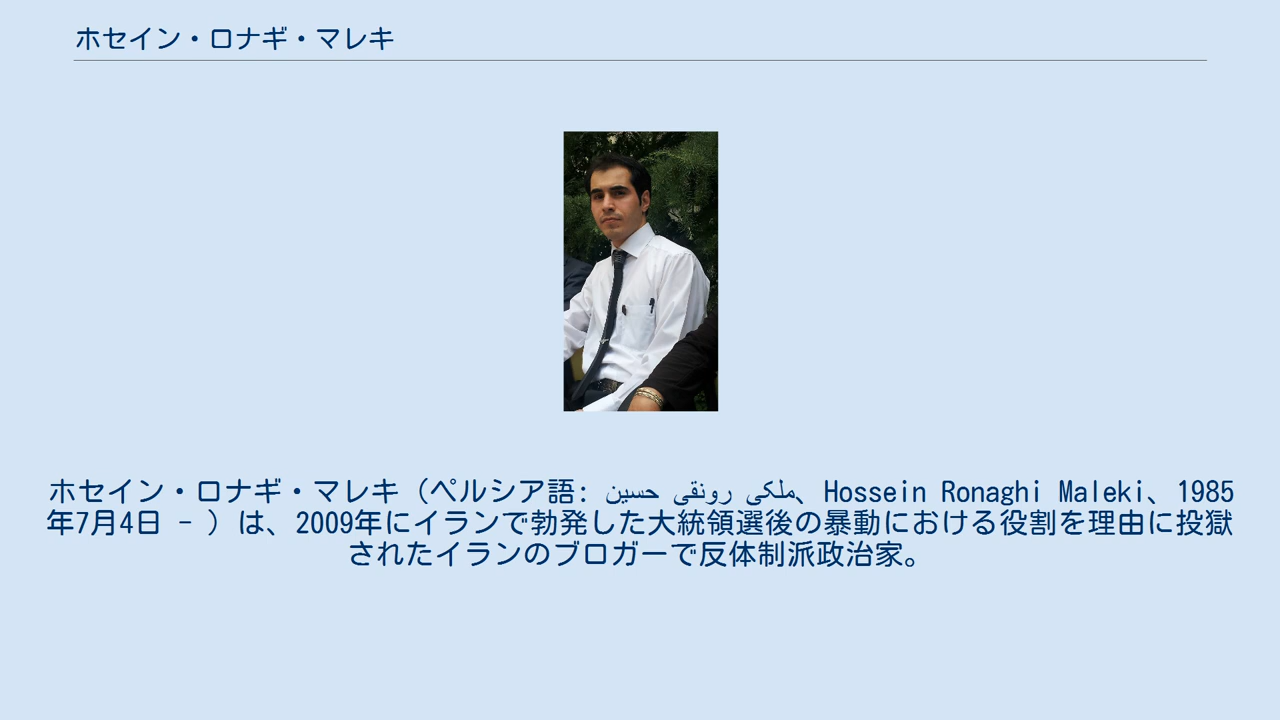 ホセイン・ロナギ・マレキ
ホセイン・ロナギ・マレキ（ペルシア語: حسین رونقی ملکی、Hossein Ronaghi Maleki、1985
年7月4日 - ）は、2009年にイランで勃発した大統領選後の暴動における役割を理由に投獄
されたイランのブロガーで反体制派政治家。